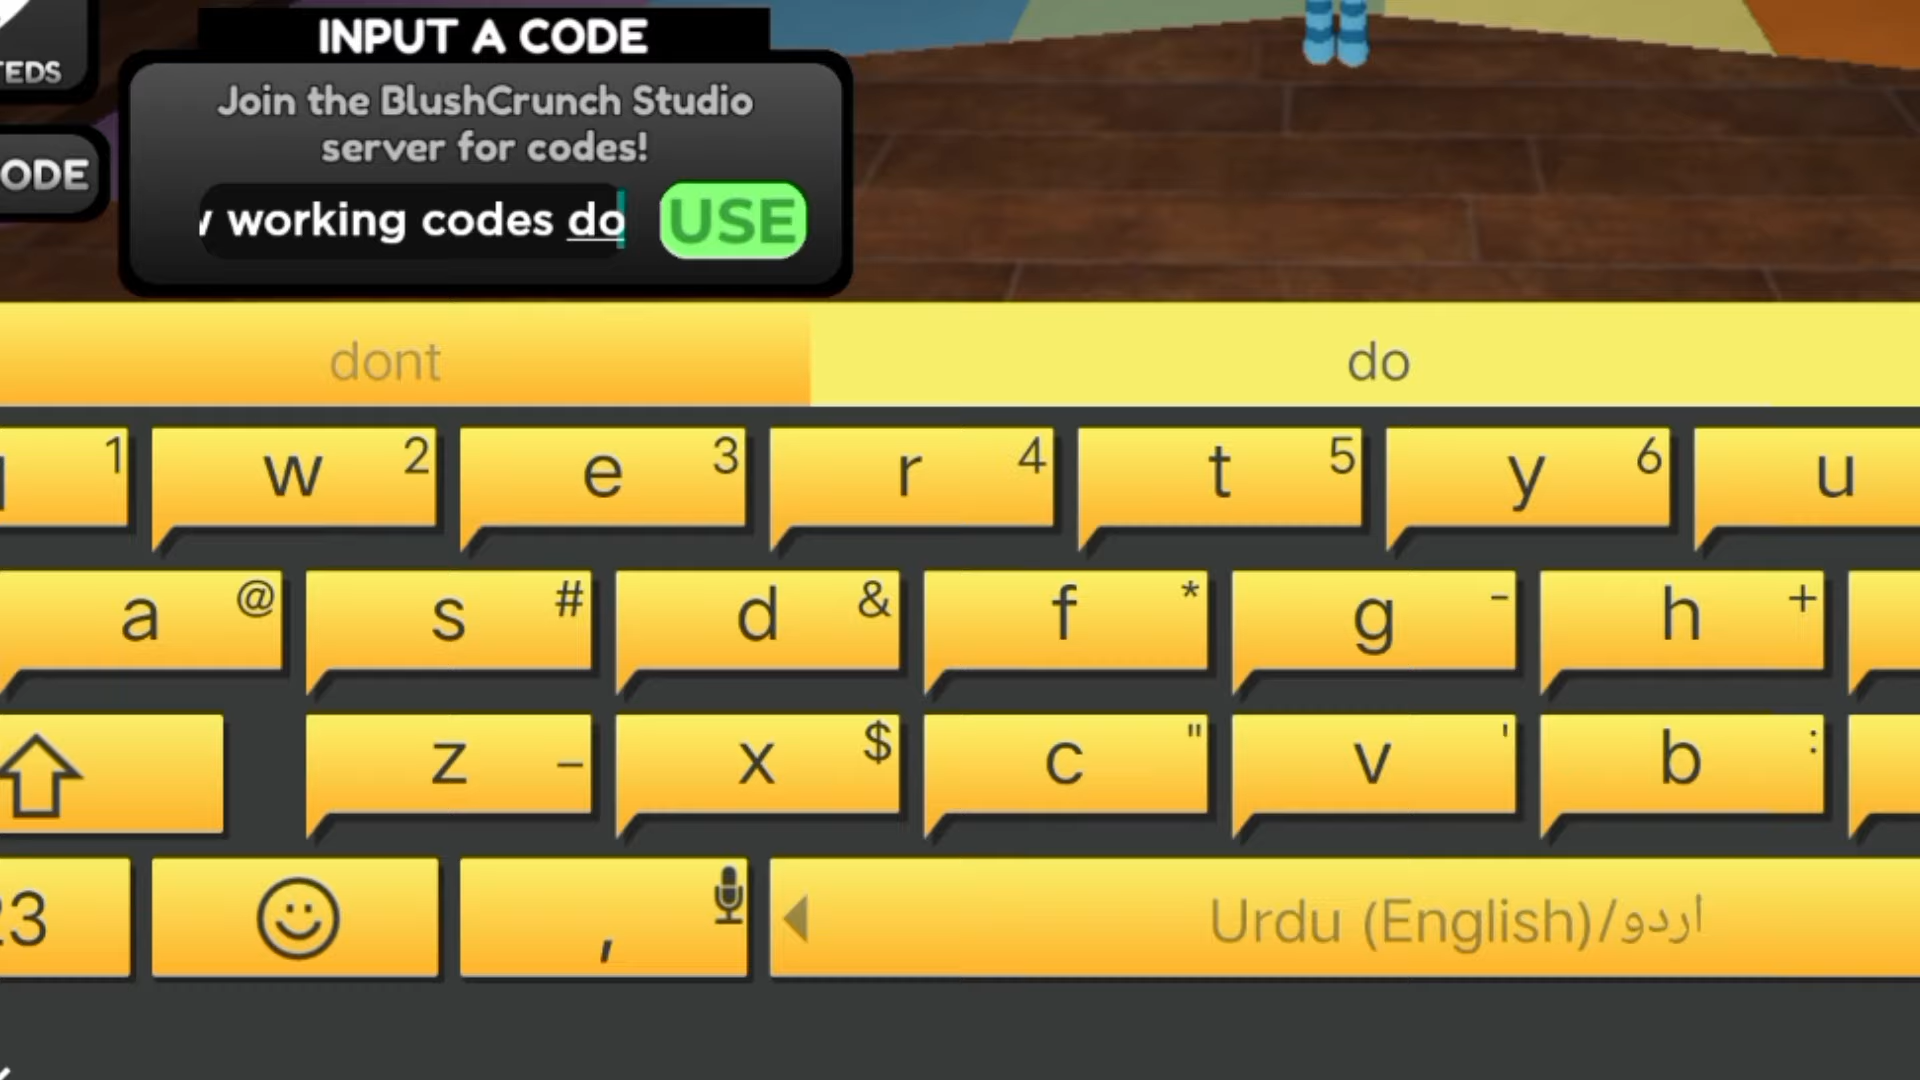 INPUT A CODE
TEDS
Join the BlushCrunch Studio
server for codes!
ODE
working codes do
USE
dont
do
1
w 2
e 3
r 4
t 5
y 6
u
a @
s #
d &
f *
g -
h +
z _
x $
c "
v '
b :
23
,
Urdu (English)/اردو